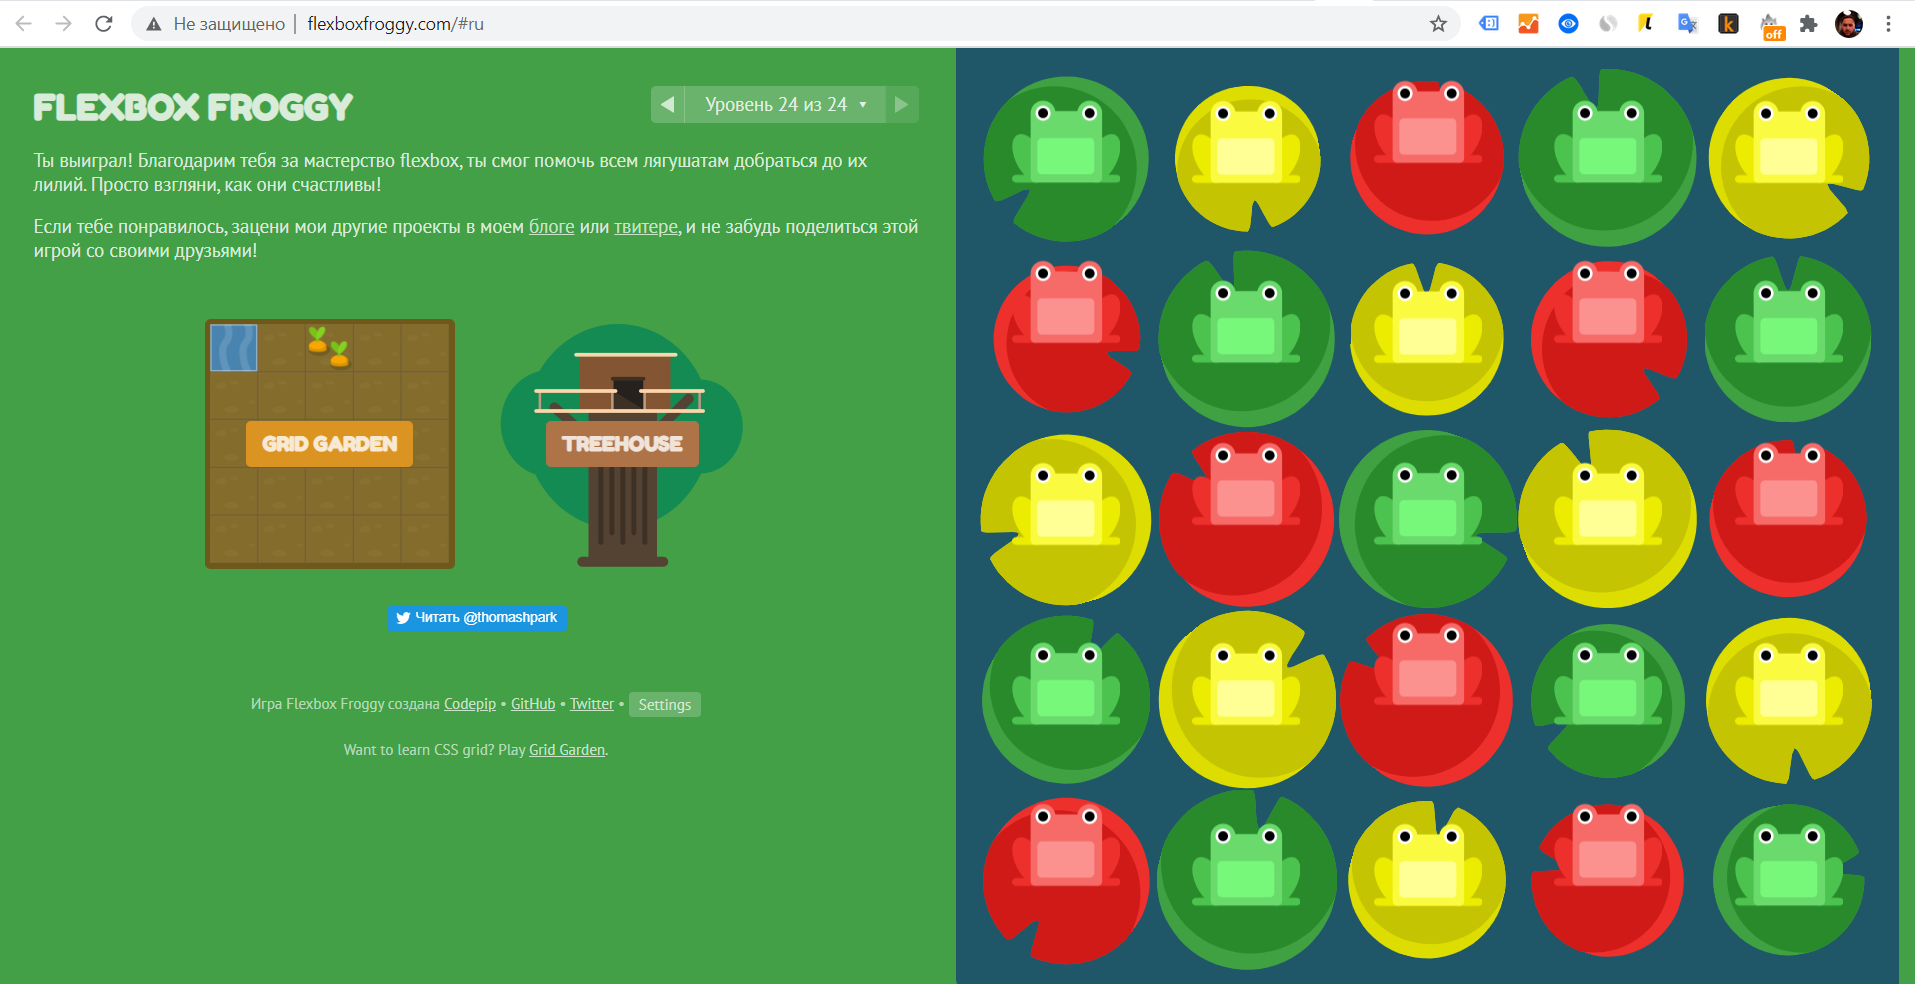 Не защищено | flexboxfroggy.com/#ru
off
FLEXBOX FROGGY
Уровень 24 из 24
Ты выиграл! Благодарим тебя за мастерство flexbox, ты смог помочь всем лягушатам добраться до их
лилий. Просто взгляни, как они счастливы!
Если тебе понравилось, зацени мои другие проекты в моем блоге или твитере, и не забудь поделиться этой
игрой со своими друзьями!
GRID GARDEN
TREEHOUSE
Читать @thomashpark
Игра Flexbox Froggy создана Codepip • GitHub • Twitter • Settings
Want to learn CSS grid? Play Grid Garden.